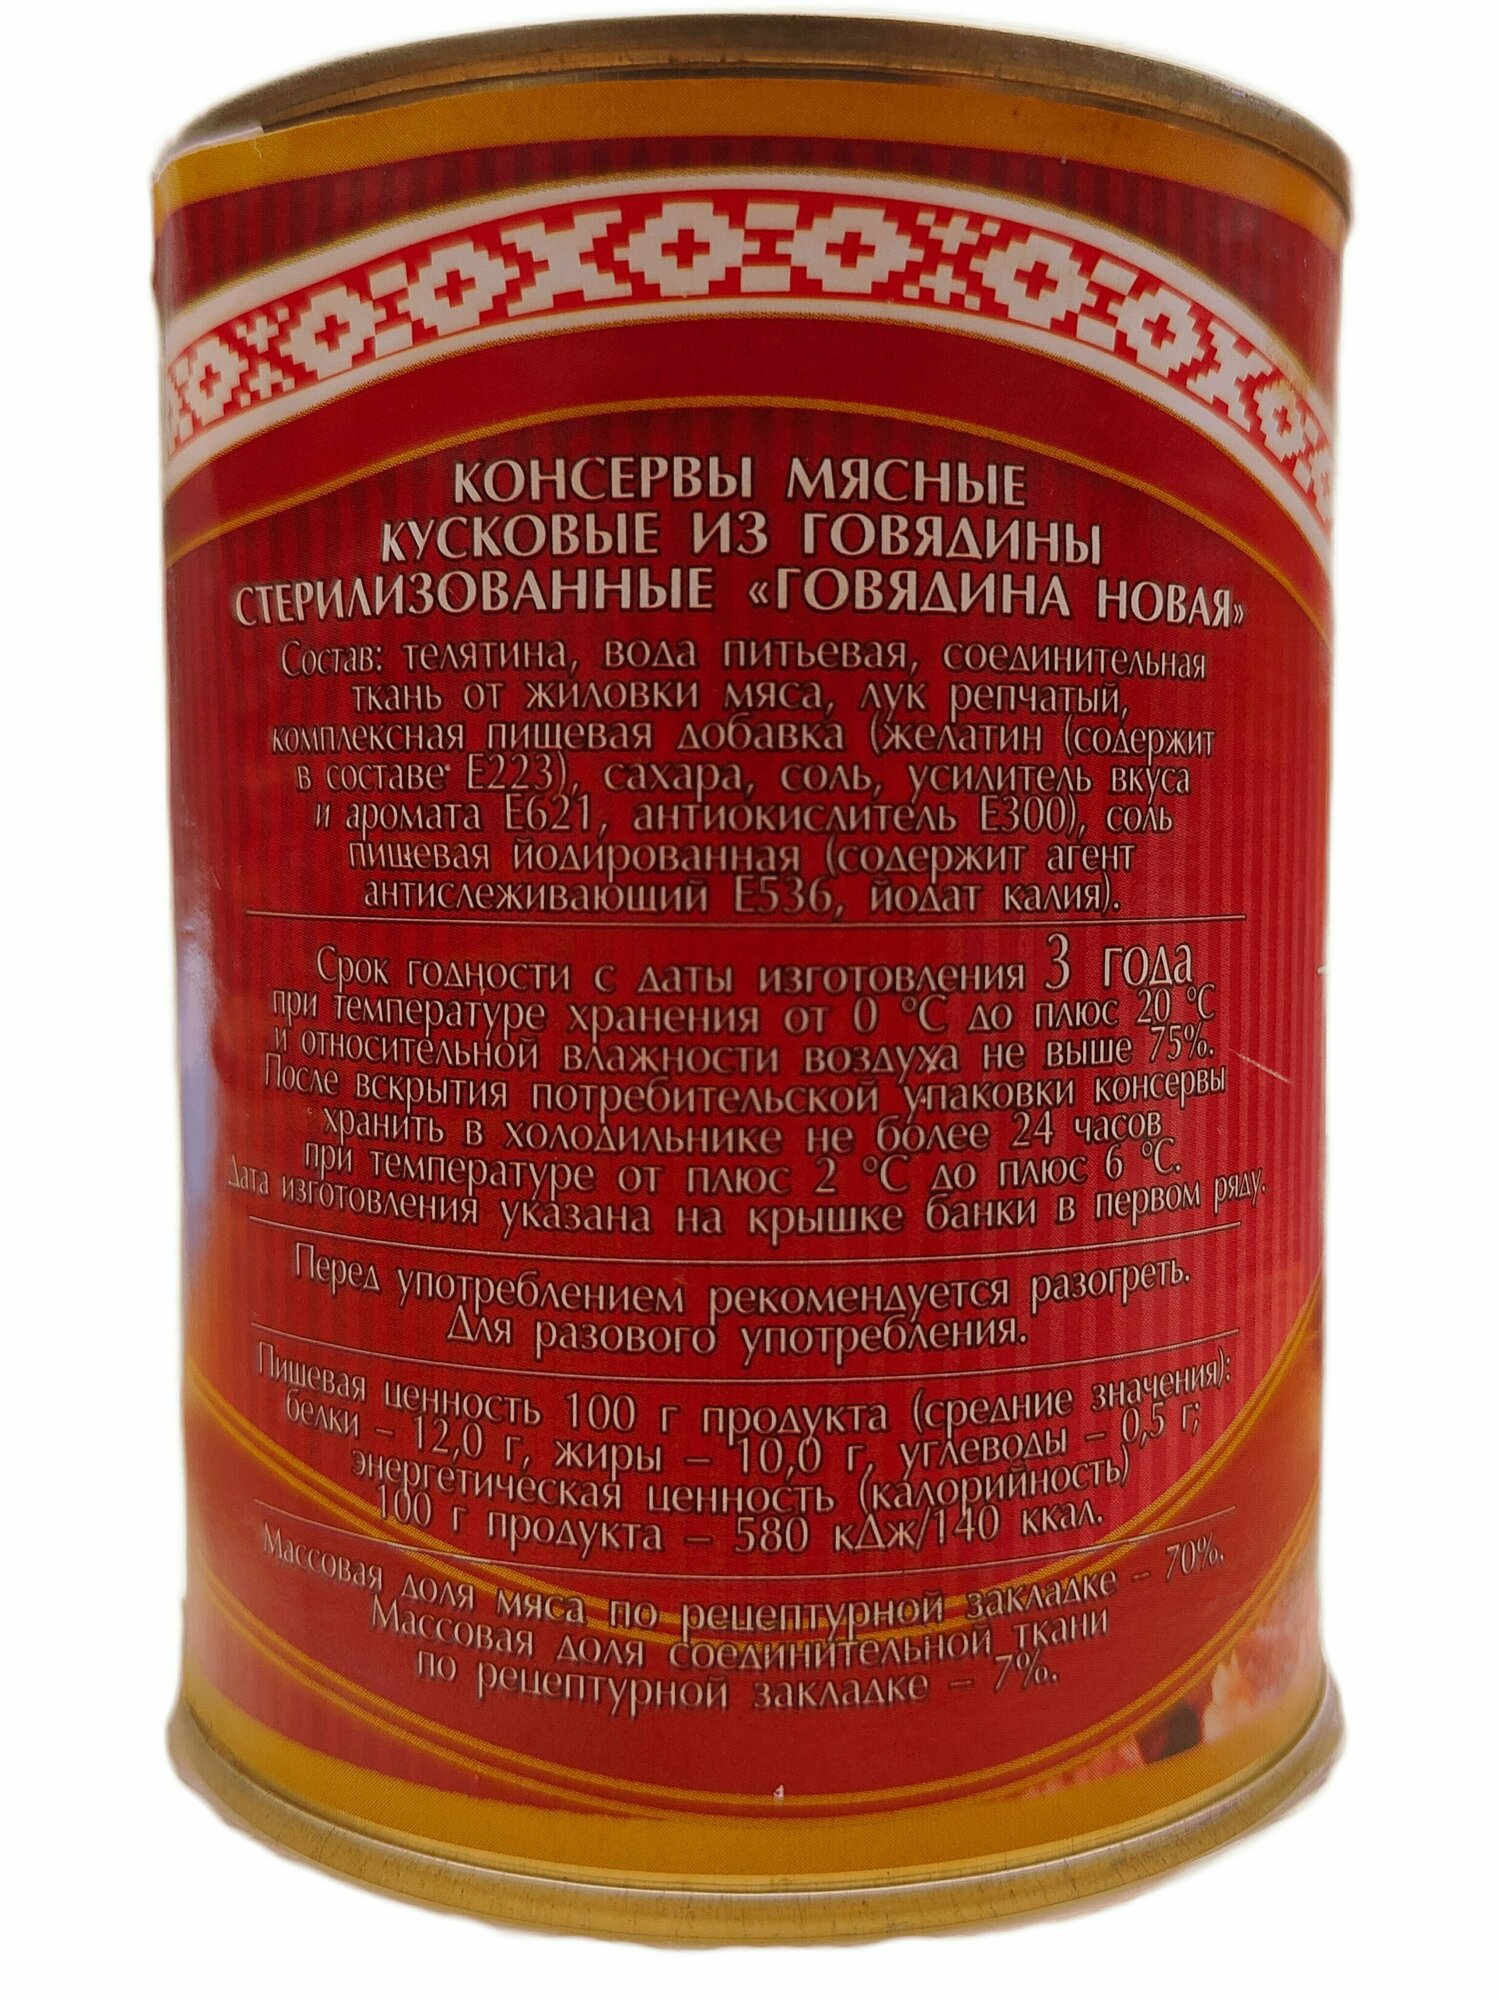 КОНСЕРВЫ МЯСНЫЕ
КУСКОВЫЕ ИЗ ГОВЯДИНЫ
СТЕРИЛИЗОВАННЫЕ «ГОВЯДИНА НОВАЯ»
Состав: телятина, вода питьевая, соединительная
ткань от жиловки мяса, лук репчатый,
комплексная пищевая добавка (желатин (содержит
в составе Е223), сахара, соль, усилитель вкуса
и аромата Е621, антиокислитель Е300), соль
пищевая йодированная (содержит агент
антислеживающий Е536, йодат калия).
Срок годности с даты изготовления 3 года
при температуре хранения от 0 °С до плюс 20 °С
и относительной влажности воздуха не выше 75%.
После вскрытия потребительской упаковки консервы
хранить в холодильнике не более 24 часов
при температуре от плюс 2 °С до плюс 6 °С.
Дата изготовления указана на крышке банки в первом ряду.
Перед употреблением рекомендуется разогреть.
Для разового употребления.
Пищевая ценность 100 г продукта (средние значения):
белки – 12,0 г, жиры – 10,0 г, углеводы – 0,5 г;
энергетическая ценность (калорийность)
100 г продукта – 580 кДж/140 ккал.
Массовая доля мяса по рецептурной закладке – 70%.
Массовая доля соединительной ткани
по рецептурной закладке – 7%.